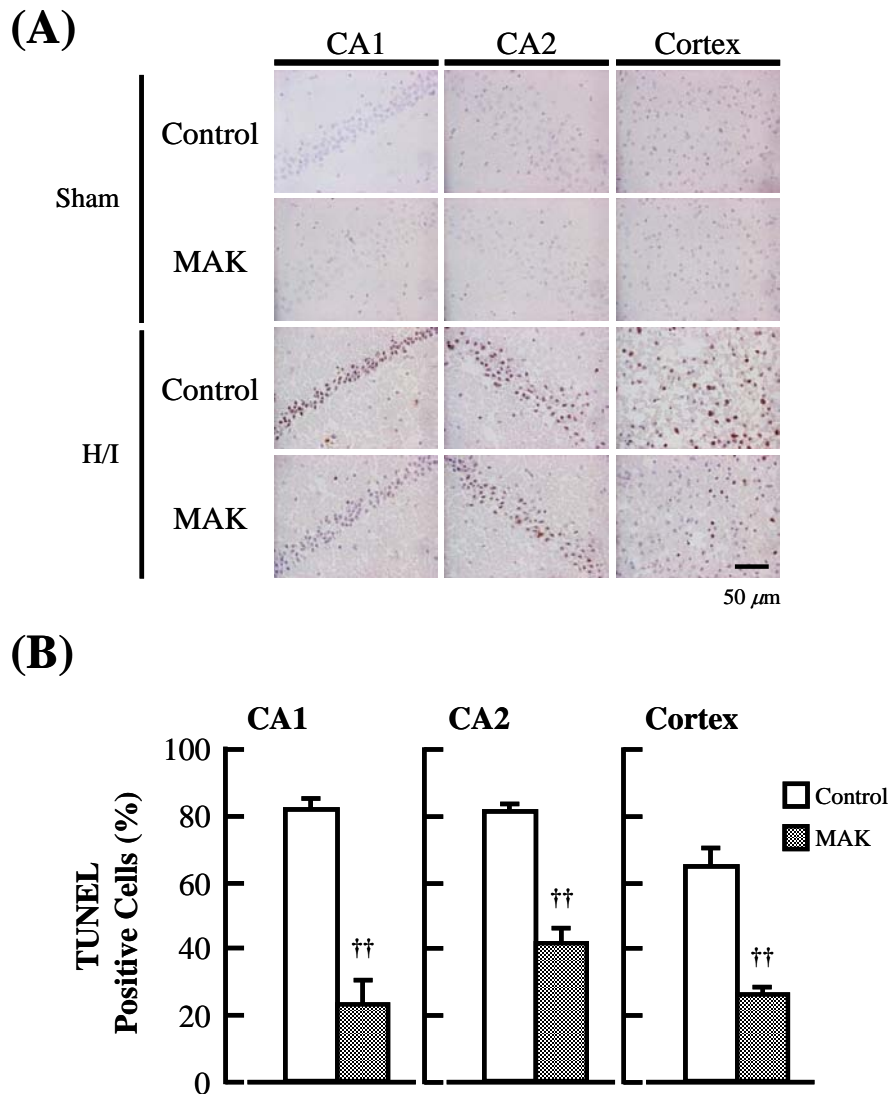 (A)
CA1 CA2 Cortex
Control
Sham
MAK
Control
H/I
MAK
50 μm
(B)
CA1 CA2 Cortex
100
80
60
40
20
0
TUNEL
Positive Cells (%)
††
††
††
Control
MAK